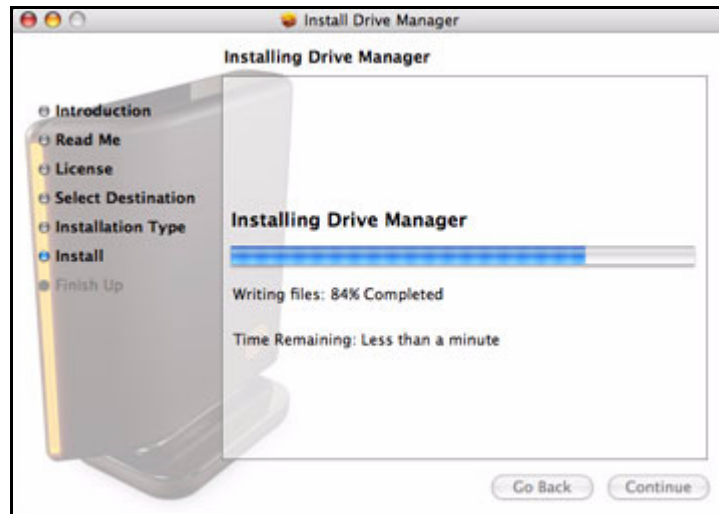 Install Drive Manager
Installing Drive Manager
Introduction
Read Me
License
Select Destination
Installation Type
Install
Finish Up
Installing Drive Manager
Writing files: 84% Completed
Time Remaining: Less than a minute
Go Back
Continue